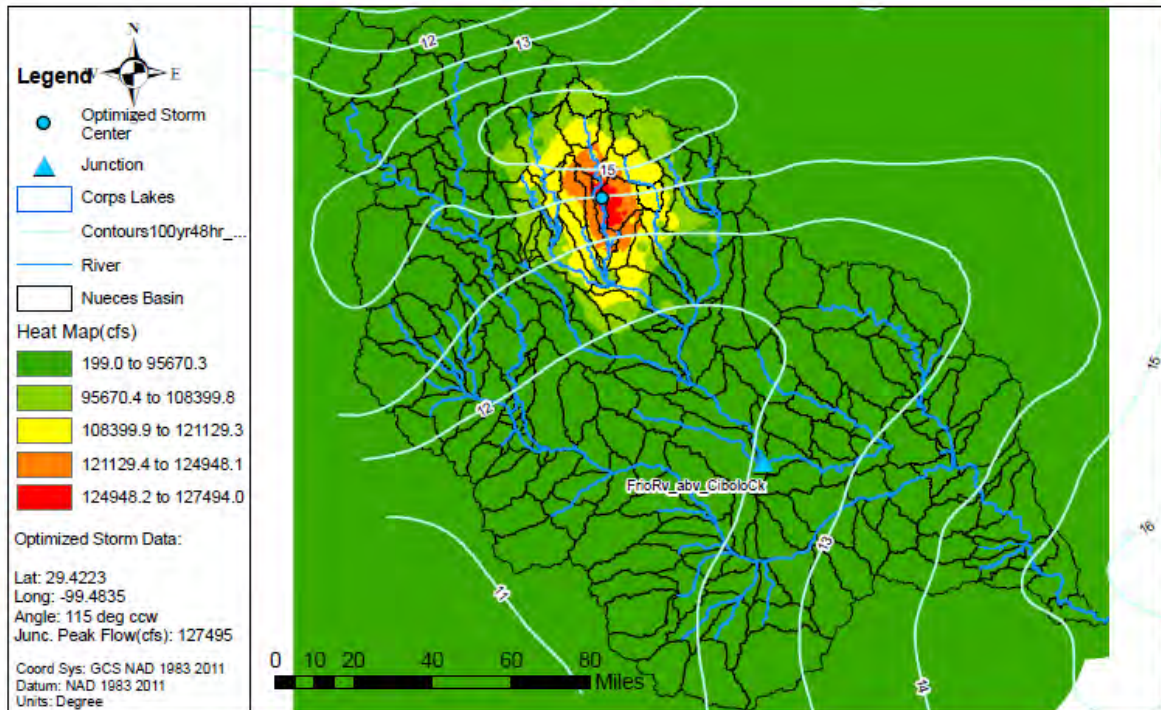 N
Legend
W
E
S
Optimized Storm
Center
Junction
Corps Lakes
Contours100yr48hr_...
River
Nueces Basin
Heat Map(cfs)
199.0 to 95670.3
95670.4 to 108399.8
108399.9 to 121129.3
121129.4 to 124948.1
124948.2 to 127494.0
Optimized Storm Data:
Lat: 29.4223
Long: -99.4835
Angle: 115 deg ccw
Junc. Peak Flow(cfs): 127495
Coord Sys: GCS NAD 1983 2011
Datum: NAD 1983 2011
Units: Degree
12
13
15
15
12
FrioRv_abv_CiboloCk
16
13
11
14
0 10 20 40 60 80
Miles